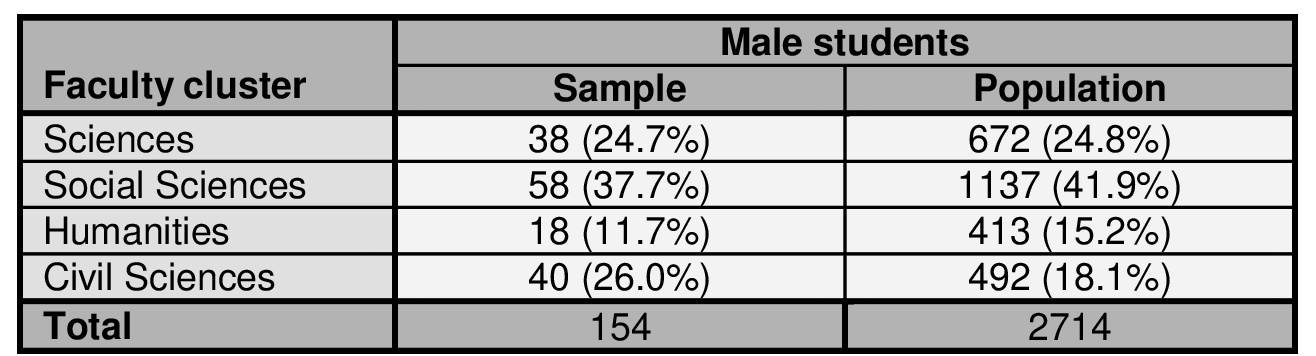 Male students
Faculty cluster Sample Population
Sciences 38 (24.7%) 672 (24.8%)
Social Sciences 58 (37.7%) 1137 (41.9%)
Humanities 18 (11.7%) 413 (15.2%)
Civil Sciences 40 (26.0%) 492 (18.1%)
Total 154 2714